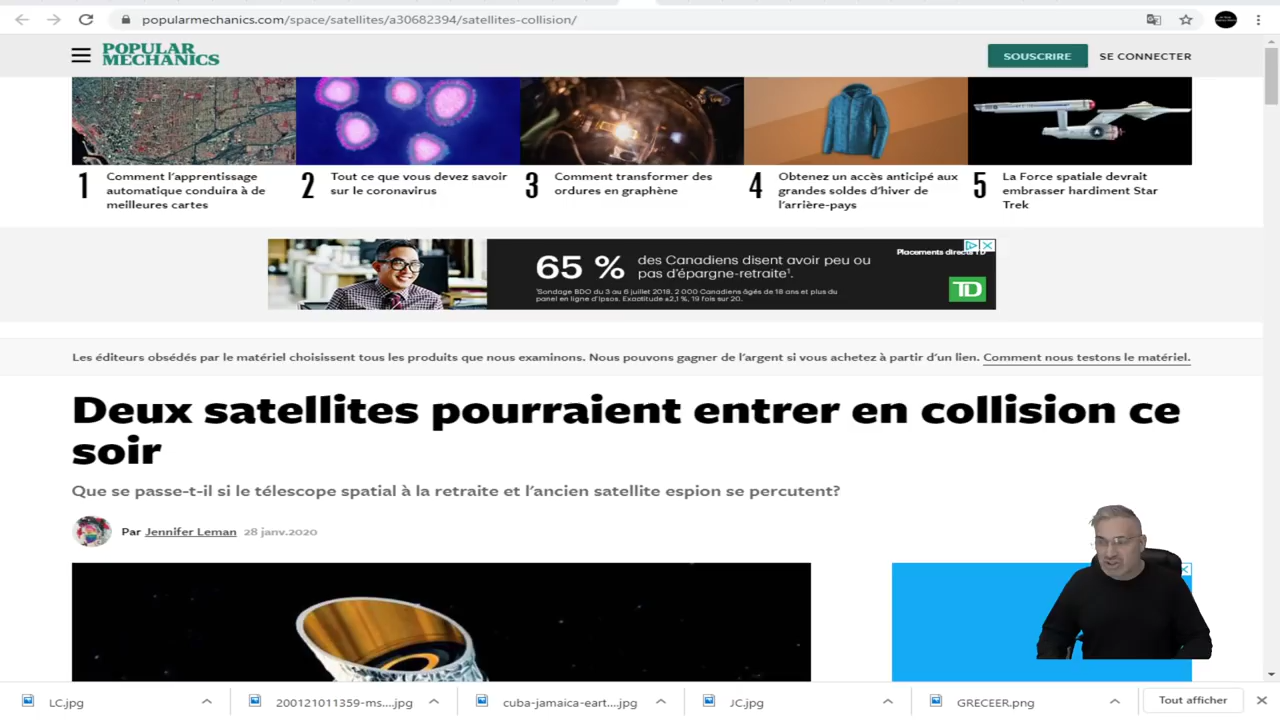 popularmechanics.com/space/satellites/a30682394/satellites-collision/
POPULAR
MECHANICS
SOUSCRIRE
SE CONNECTER
1
Comment l'apprentissage
automatique conduira à de
meilleures cartes
2
Tout ce que vous devez savoir
sur le coronavirus
3
Comment transformer des
ordures en graphène
4
Obtenez un accès anticipé aux
grandes soldes d'hiver de
l'arrière-pays
5
La Force spatiale devrait
embrasser hardiment Star
Trek
65 %
des Canadiens disent avoir peu ou
pas d'épargne-retraite¹.
¹Sondage BDO du 3 au 6 juillet 2018. 2 000 Canadiens âgés de 18 ans et plus du
panel en ligne d'Ipsos. Exactitude ±2,1 %, 19 fois sur 20.
Placements directs TD
TD
Les éditeurs obsédés par le matériel choisissent tous les produits que nous examinons. Nous pouvons gagner de l'argent si vous achetez à partir d'un lien. Comment nous testons le matériel.
Deux satellites pourraient entrer en collision ce
soir
Que se passe-t-il si le télescope spatial à la retraite et l'ancien satellite espion se percutent?
Par Jennifer Leman 28 janv.2020
LC.jpg
200121011359-ms....jpg
cuba-jamaica-eart....jpg
JC.jpg
GRECEER.png
Tout afficher